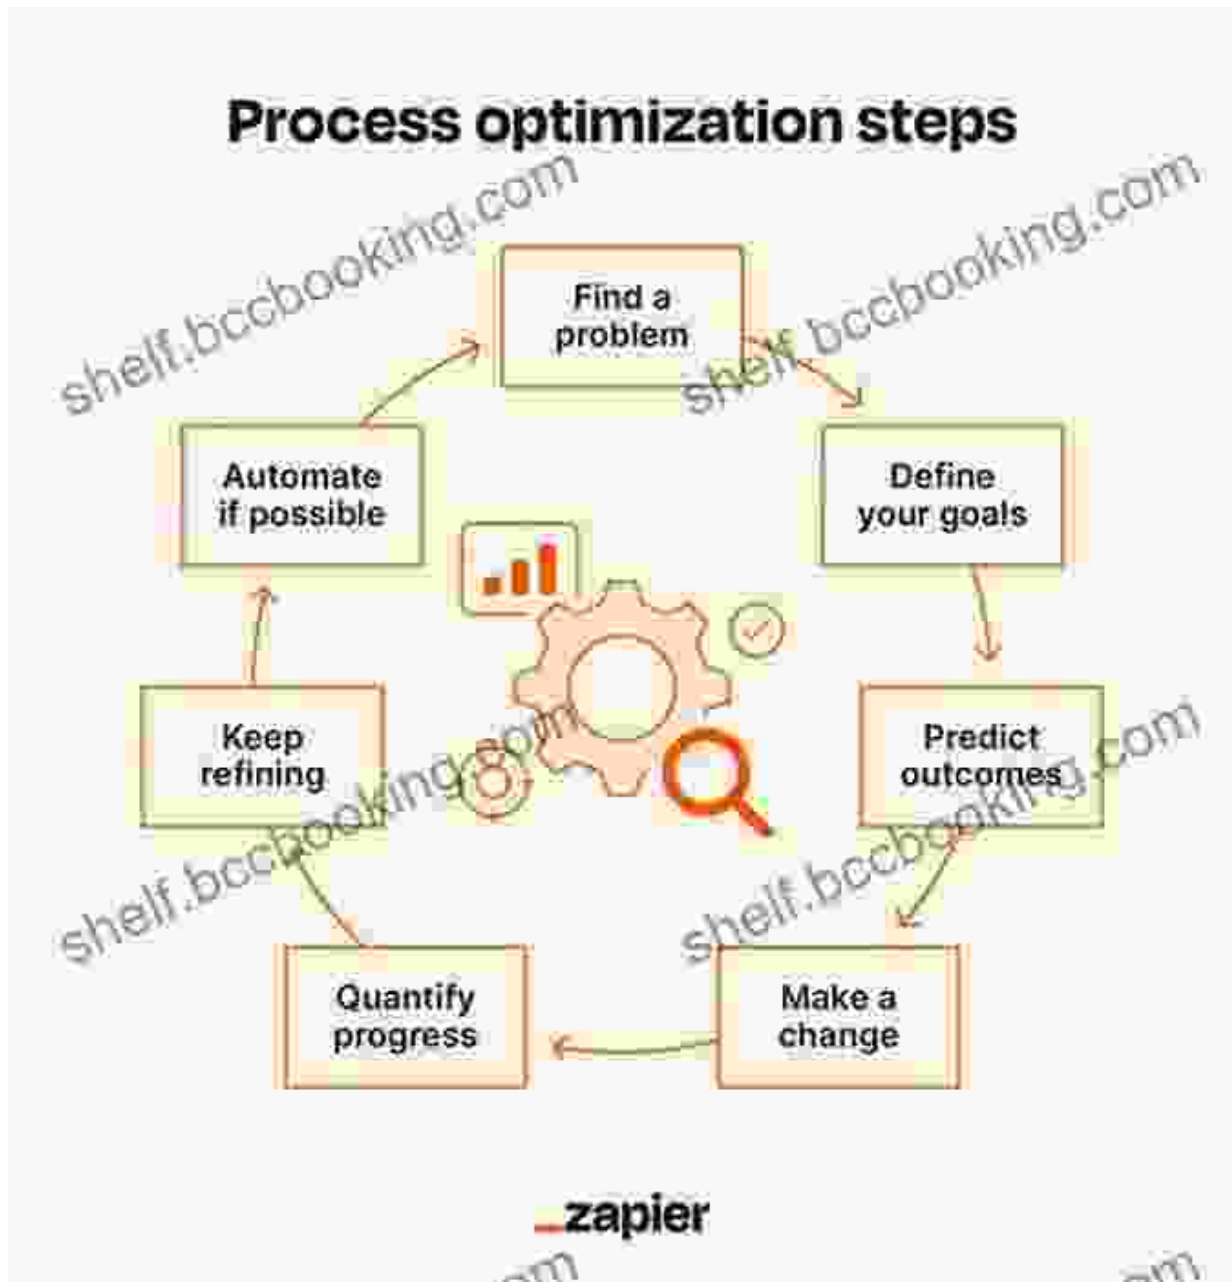 Process optimization steps
shelf.bccbooking.com
shelf.bccbooking.com
Find a
problem
Define
your goals
Predict
outcomes
Make a
change
Quantify
progress
Keep
refining
Automate
if possible
shelf.bccbooking.com
shelf.bccbooking.com
_zapier